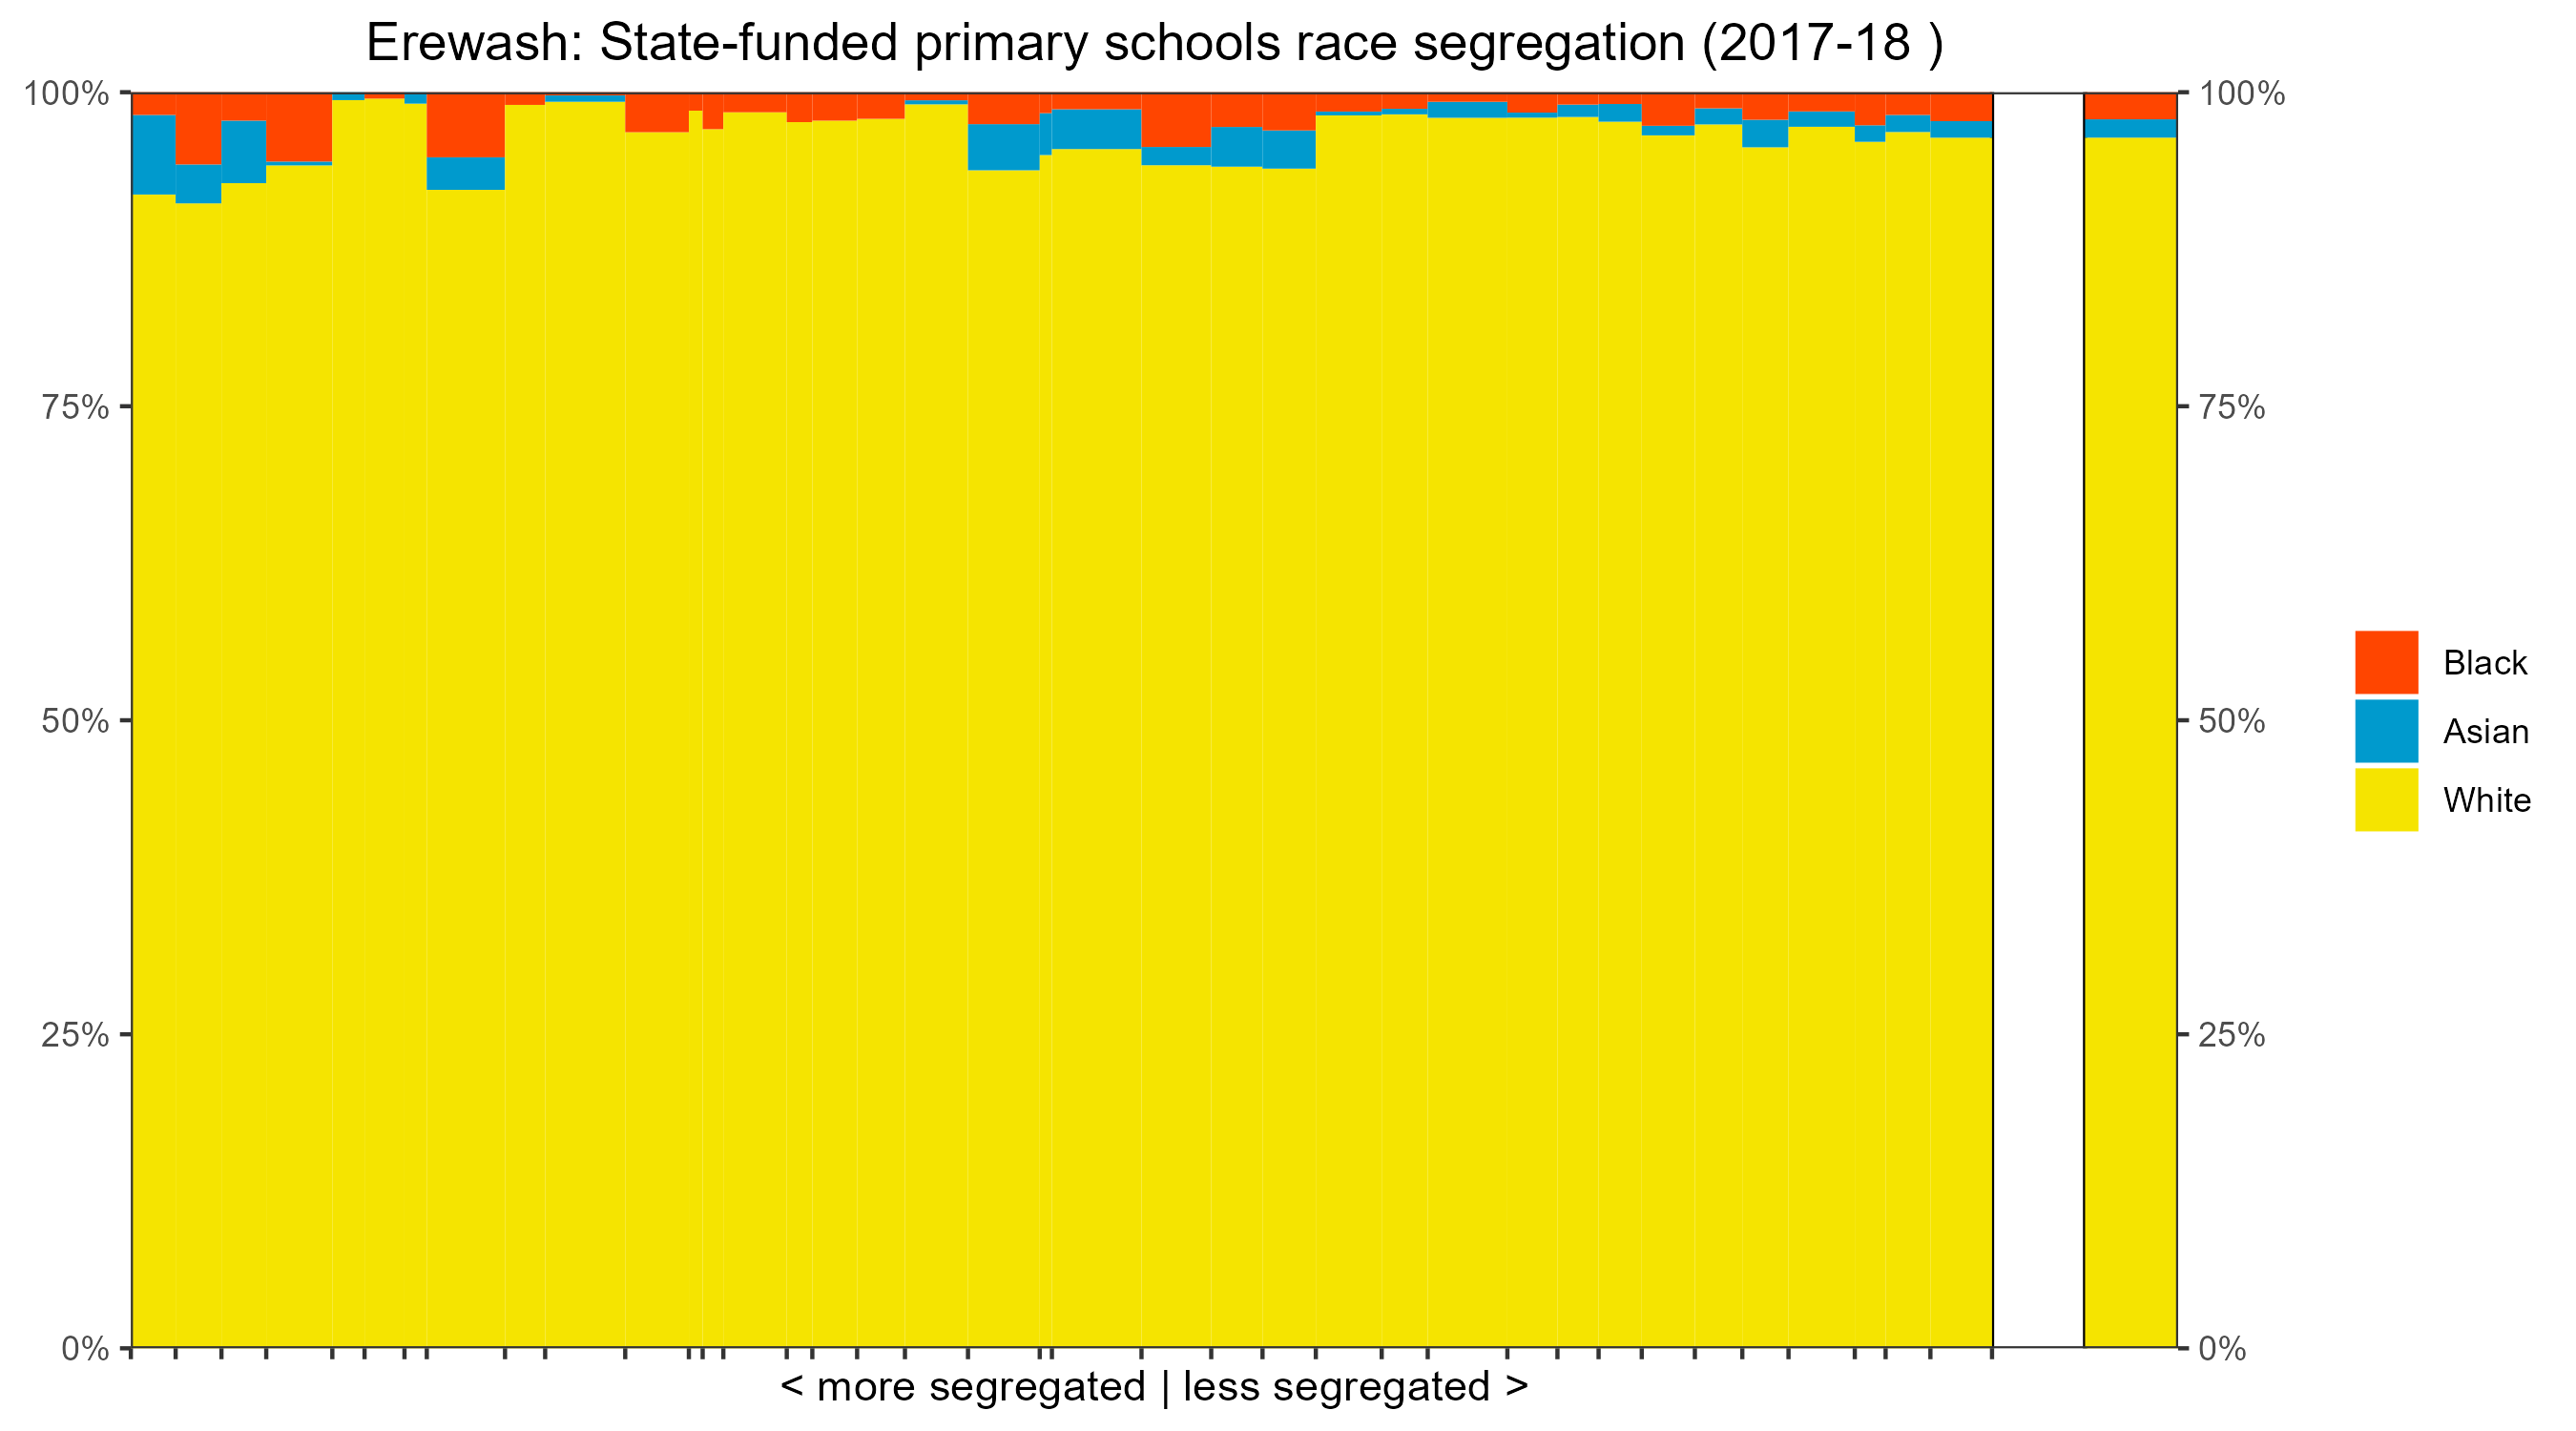 Erewash: State-funded primary schools race segregation (2017-18 )
100%
75%
50%
25%
0%
100%
75%
50%
25%
0%
Black
Asian
White
< more segregated | less segregated >